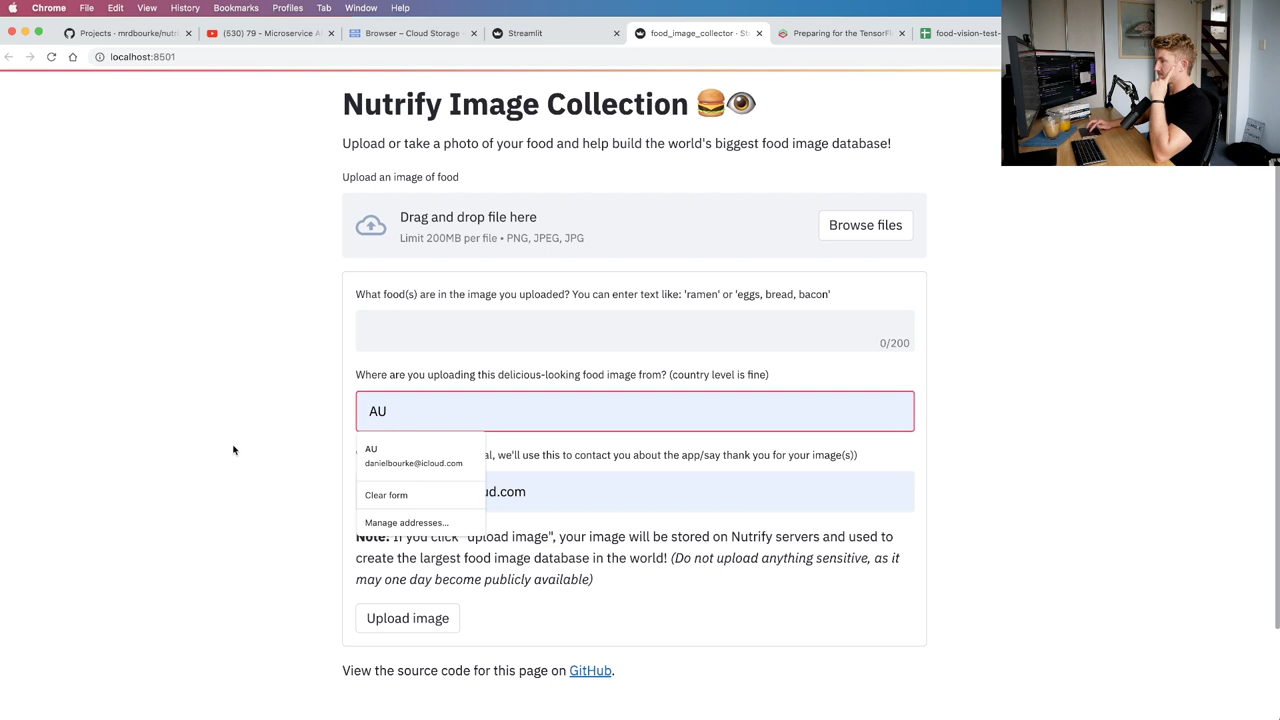 Chrome File Edit View History Bookmarks Profiles Tab Window Help
Projects · mrdbourke/nutri
(530) 79 - Microservice A
Browser – Cloud Storage -
Streamlit
food_image_collector · St
Preparing for the TensorFl
food-vision-test-
localhost:8501
Nutrify Image Collection 🍔👁
Upload or take a photo of your food and help build the world's biggest food image database!
Upload an image of food
Drag and drop file here
Limit 200MB per file • PNG, JPEG, JPG
Browse files
What food(s) are in the image you uploaded? You can enter text like: 'ramen' or 'eggs, bread, bacon'
0/200
Where are you uploading this delicious-looking food image from? (country level is fine)
AU
AU
danielbourke@icloud.com
al, we'll use this to contact you about the app/say thank you for your image(s))
Clear form
ud.com
Manage addresses...
Note: If you click "upload image", your image will be stored on Nutrify servers and used to
create the largest food image database in the world! (Do not upload anything sensitive, as it
may one day become publicly available)
Upload image
View the source code for this page on GitHub.